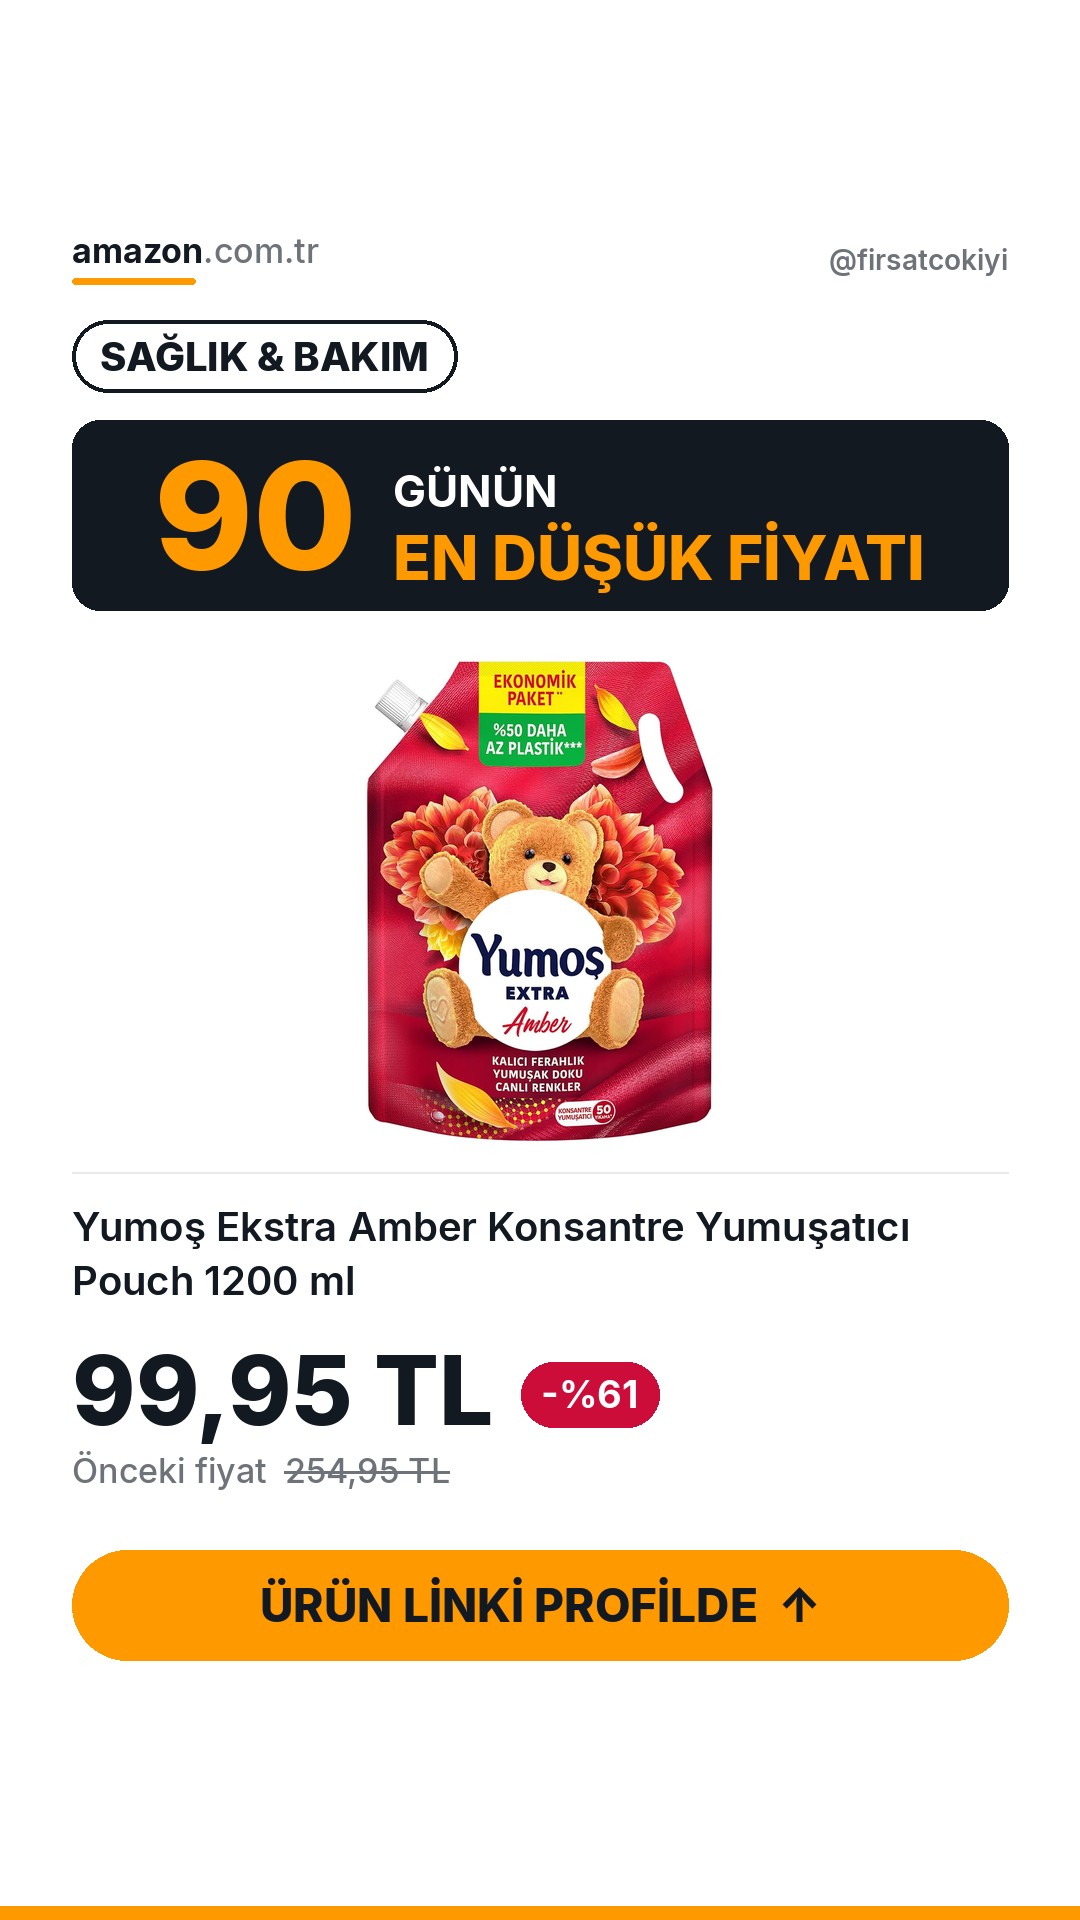 amazon.com.tr
@firsatcokiyi
SAĞLIK & BAKIM
90
GÜNÜN
EN DÜŞÜK FİYATI
EKONOMİK
PAKET**
%50 DAHA
AZ PLASTİK***
Yumoş
EXTRA
Amber
KALICI FERAHLIK
YUMUŞAK DOKU
CANLI RENKLER
KONSANTRE
YUMUŞATICI
50
Yumoş Ekstra Amber Konsantre Yumuşatıcı
Pouch 1200 ml
99,95 TL
-%61
Önceki fiyat 254,95 TL
ÜRÜN LİNKİ PROFİLDE ↑